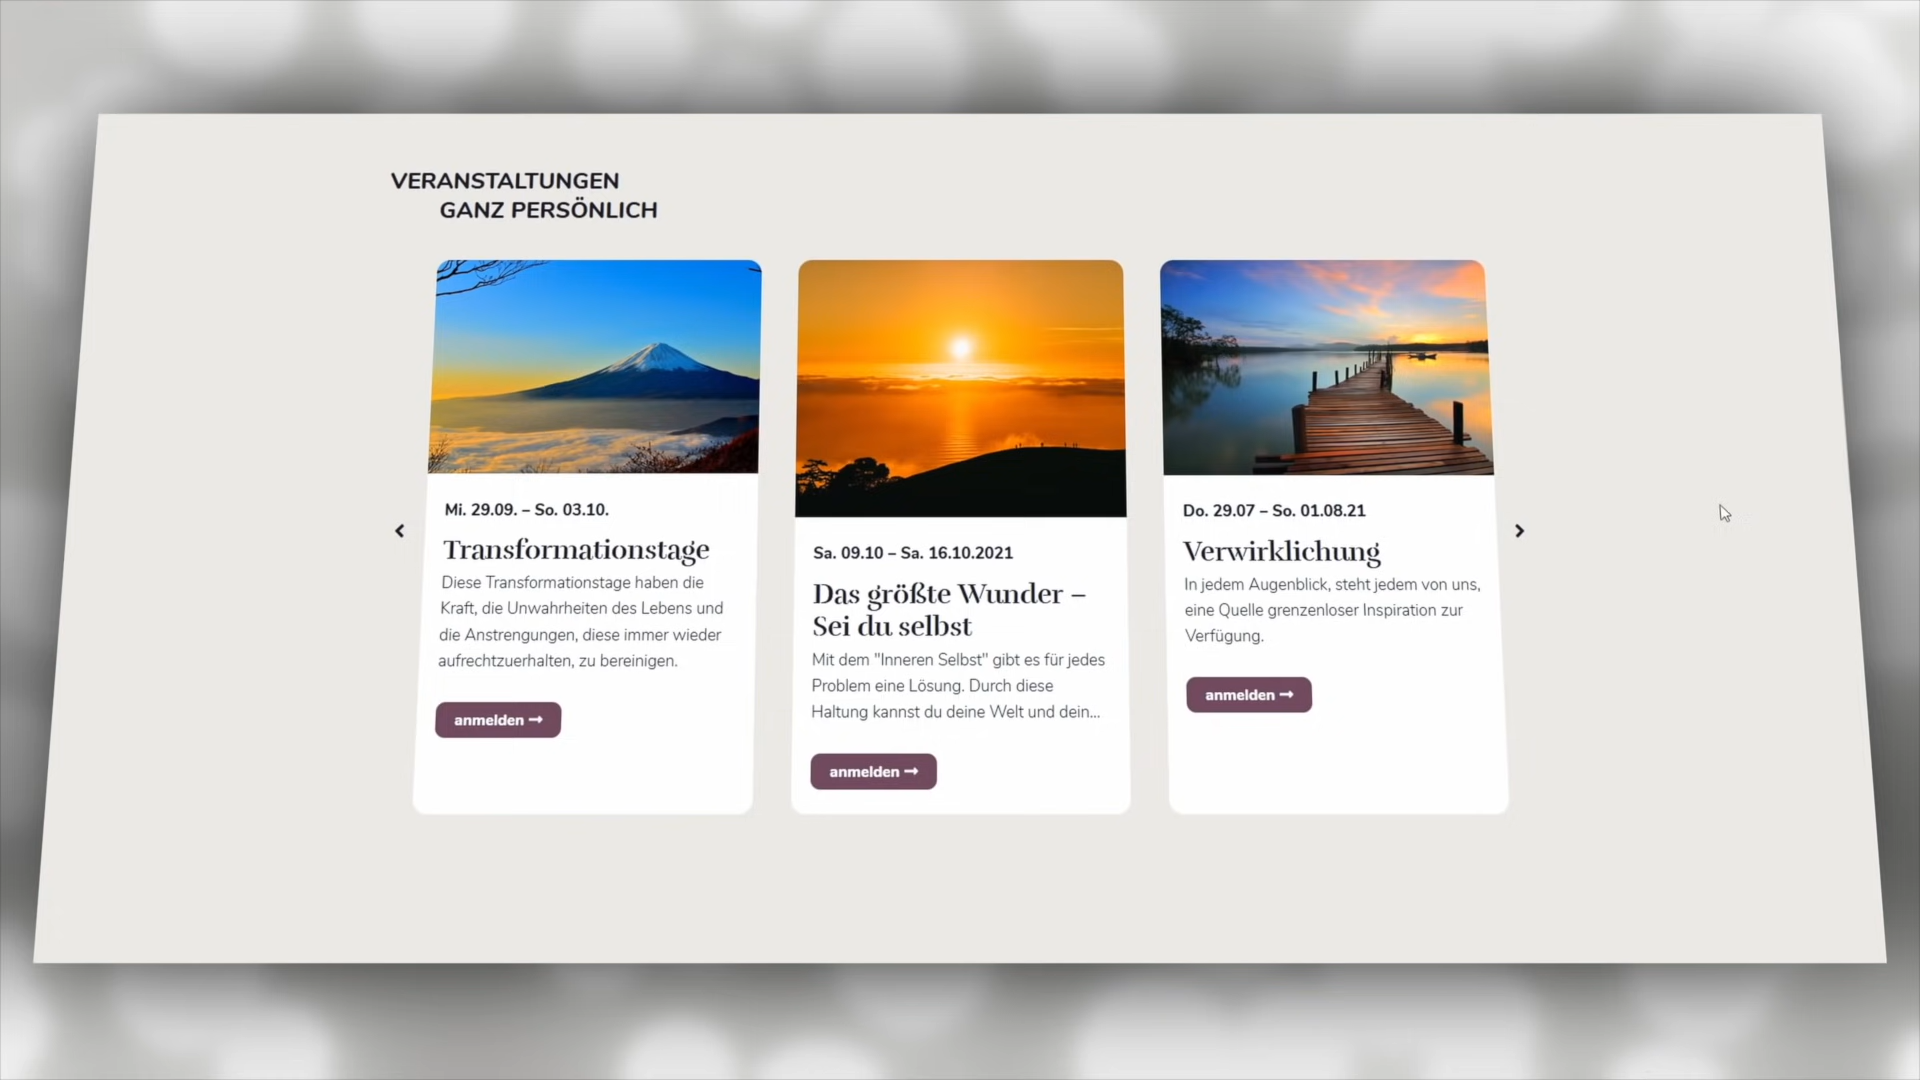 VERANSTALTUNGEN
GANZ PERSÖNLICH
Mi. 29.09. – So. 03.10.
Transformationstage
Diese Transformationstage haben die
Kraft, die Unwahrheiten des Lebens und
die Anstrengungen, diese immer wieder
aufrechtzuerhalten, zu bereinigen.
anmelden →
Sa. 09.10 – Sa. 16.10.2021
Das größte Wunder –
Sei du selbst
Mit dem "Inneren Selbst" gibt es für jedes
Problem eine Lösung. Durch diese
Haltung kannst du deine Welt und dein...
anmelden →
Do. 29.07 – So. 01.08.21
Verwirklichung
In jedem Augenblick, steht jedem von uns,
eine Quelle grenzenloser Inspiration zur
Verfügung.
anmelden →